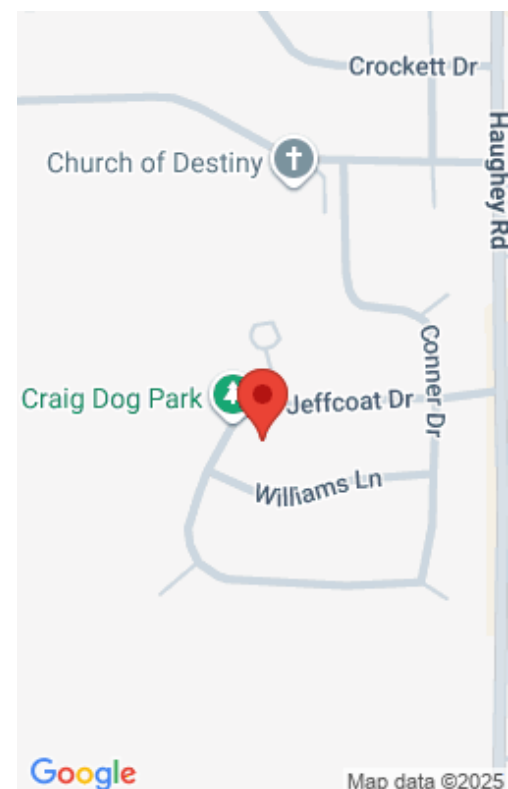 Crockett Dr
Haughey Rd
Church of Destiny
Conner Dr
Craig Dog Park
Jeffcoat Dr
Williams Ln
Google
Map data ©2025